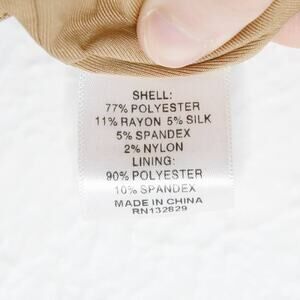 SHELL:
77% POLYESTER
11% RAYON 5% SILK
5% SPANDEX
2% NYLON
LINING:
90% POLYESTER
10% SPANDEX
MADE IN CHINA
RN132829